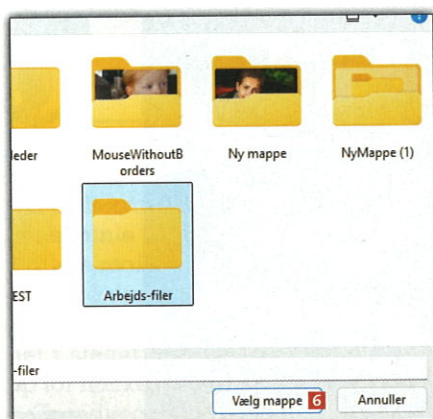 leder
MouseWithoutB
orders
Ny mappe
NyMappe (1)
EST
Arbejds-filer
-filer
Vælg mappe 6
Annuller